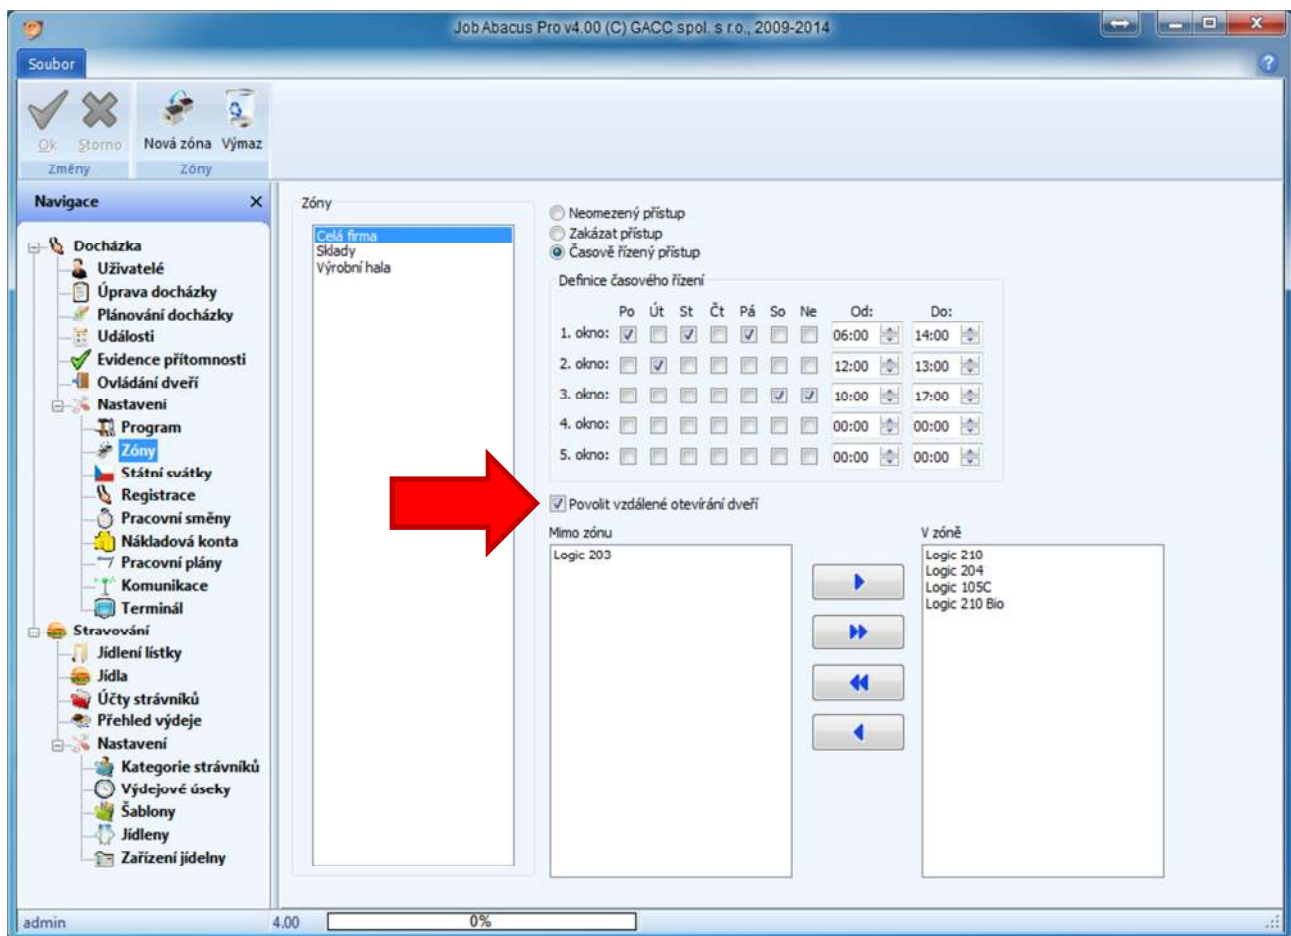 Job Abacus Pro v4.00 (C) GACC spol. s r.o., 2009-2014
Soubor
Ok Storno Nová zóna Výmaz
Změny Zóny
Navigace
Docházka
Uživatelé
Úprava docházky
Plánování docházky
Události
Evidence přítomnosti
Ovládání dveří
Nastavení
Program
Zóny
Státní svátky
Registrace
Pracovní směny
Nákladová konta
Pracovní plány
Komunikace
Terminál
Stravování
Jídlení lístky
Jídla
Účty strávníků
Přehled výdeje
Nastavení
Kategorie strávníků
Výdejové úseky
Šablony
Jídleny
Zařízení jídelny
Zóny
Celá firma
Sklady
Výrobní hala
Neomezený přístup
Zakázat přístup
Časově řízený přístup
Definice časového řízení
Po Út St Čt Pá So Ne Od: Do:
1. okno: 06:00 14:00
2. okno: 12:00 13:00
3. okno: 10:00 17:00
4. okno: 00:00 00:00
5. okno: 00:00 00:00
Povolit vzdálené otevírání dveří
Mimo zónu
Logic 203
V zóně
Logic 210
Logic 204
Logic 105C
Logic 210 Bio
admin 4.00 0%